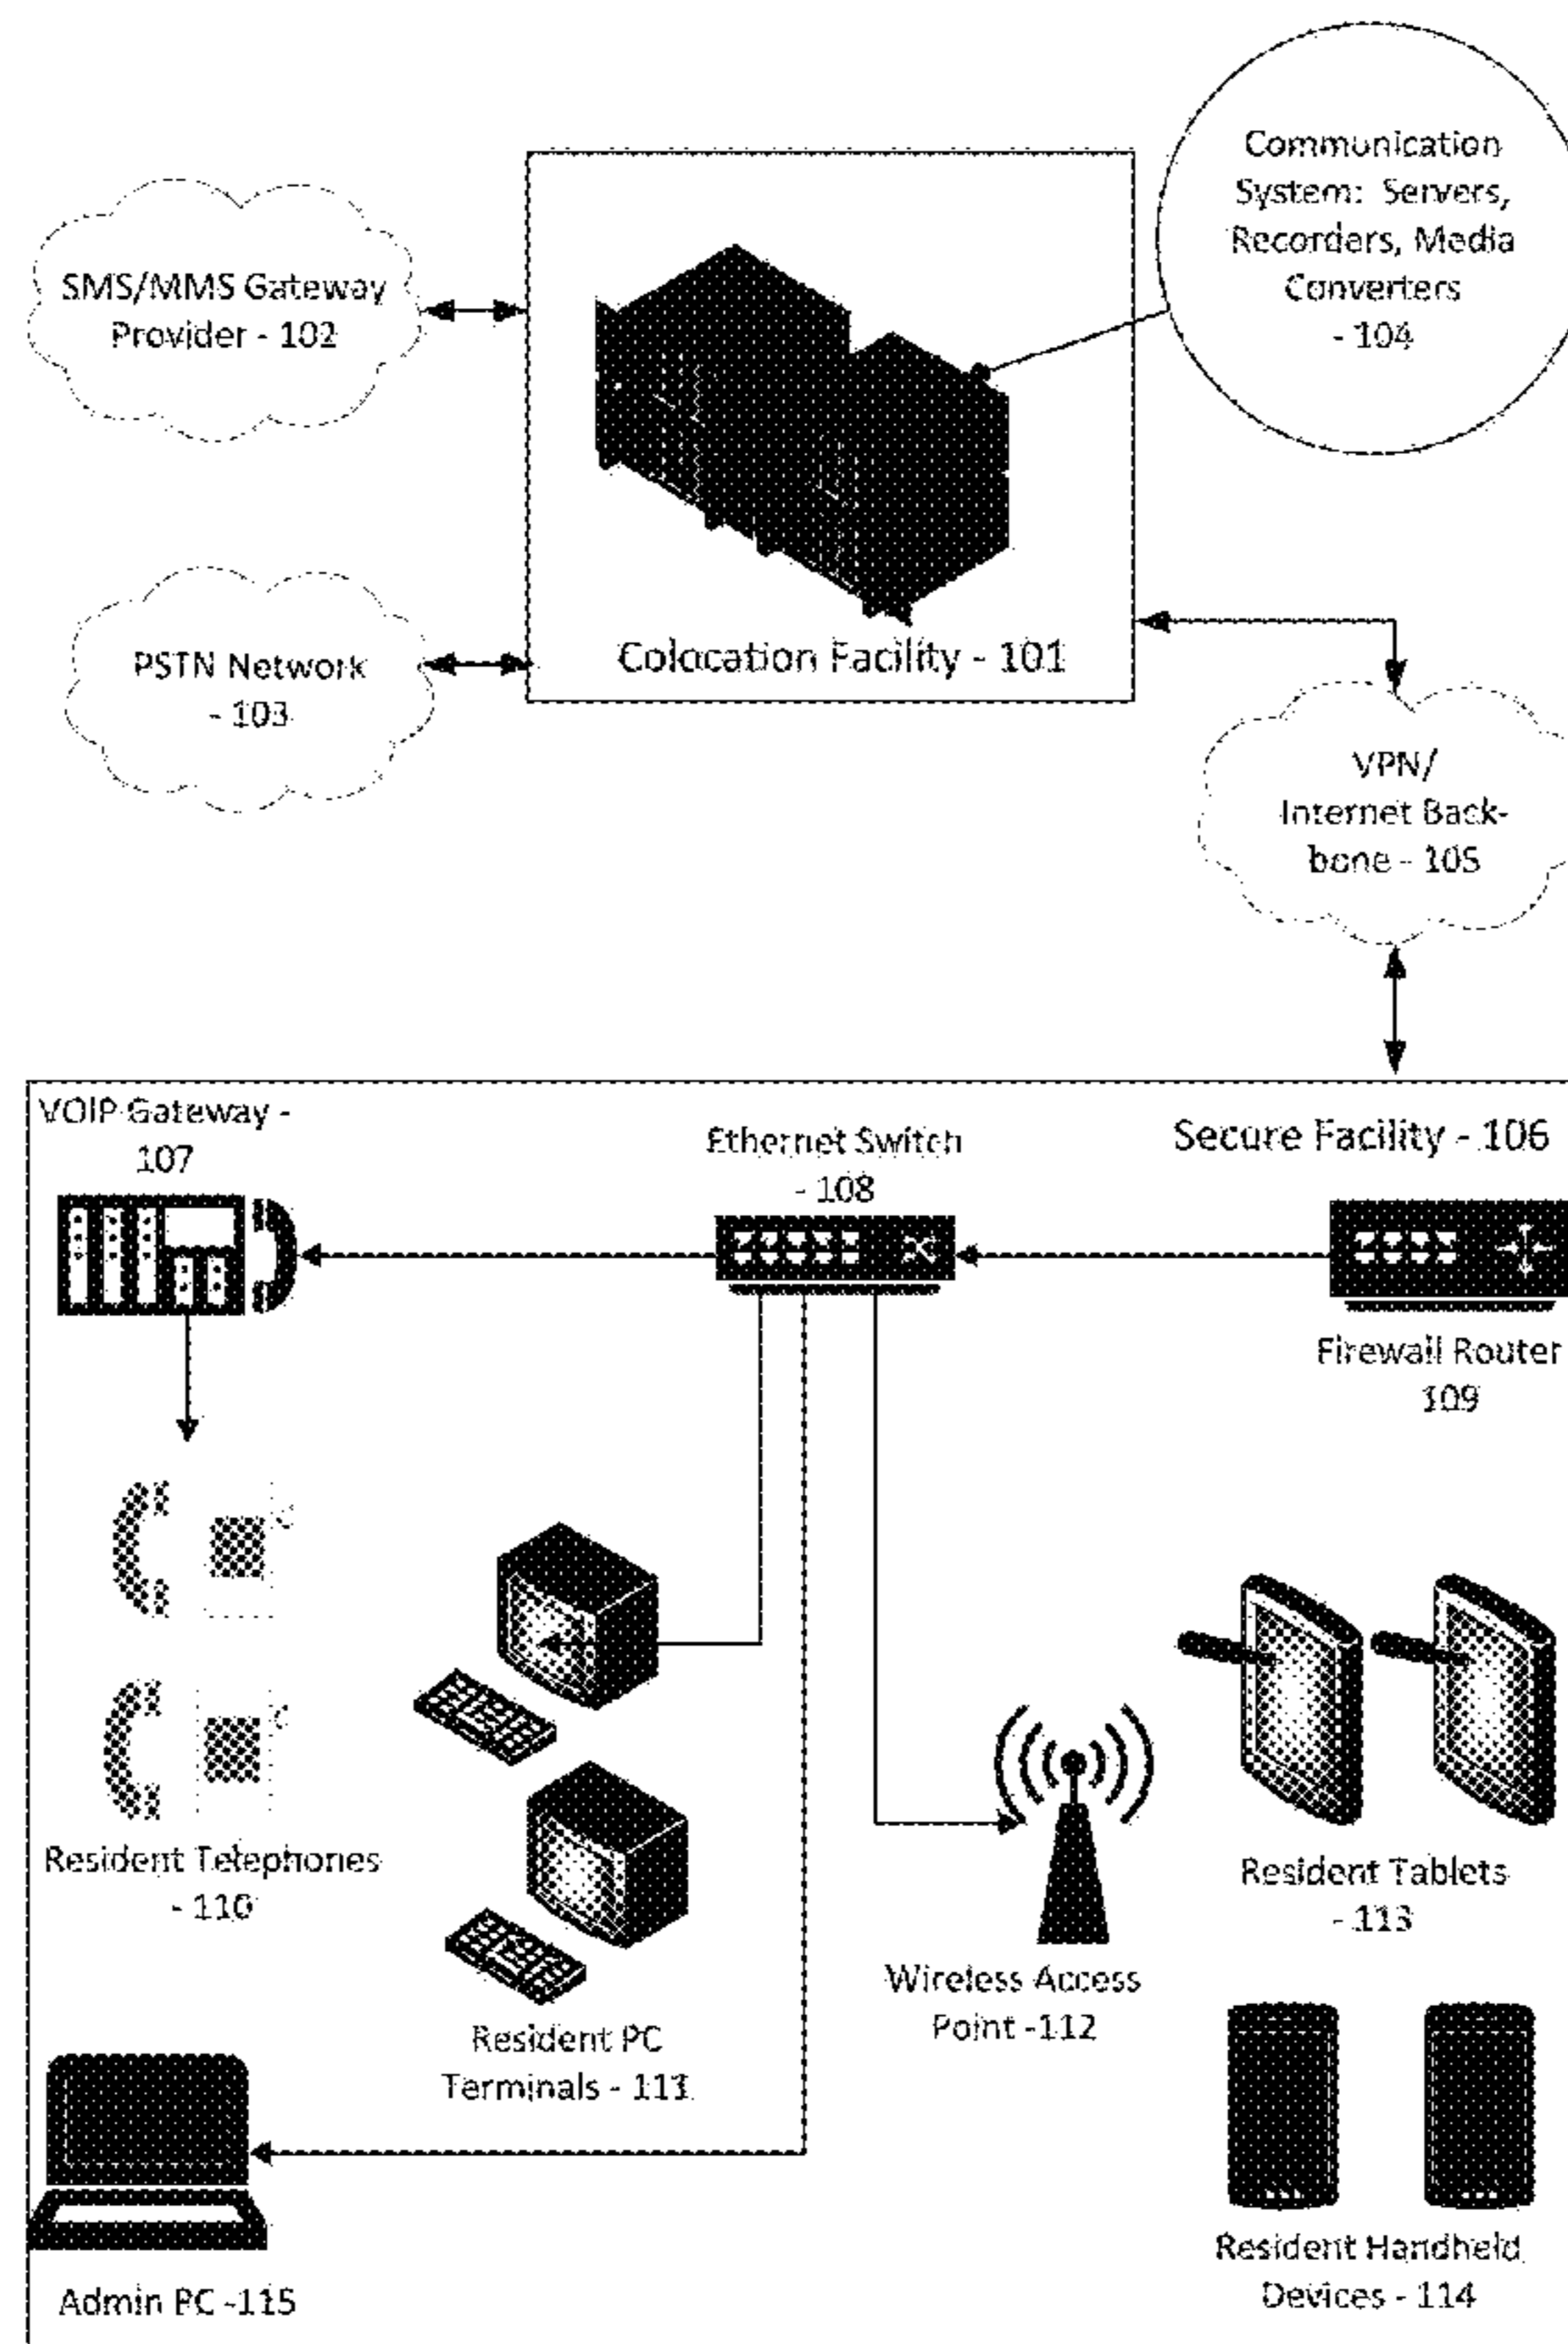 Communication
System: Servers,
Recorders, Media
Converters
- 104
SMS/MMS Gateway
Provider - 102
Colocation Facility - 101
PSTN Network
- 103
VPN/
Internet Back-
bone - 105
Secure Facility - 106
VOIP Gateway -
107
Ethernet Switch
- 108
Firewall Router
109
Resident Telephones
- 110
Resident PC
Terminals - 111
Wireless Access
Point -112
Resident Tablets
- 113
Resident Handheld
Devices - 114
Admin PC -115